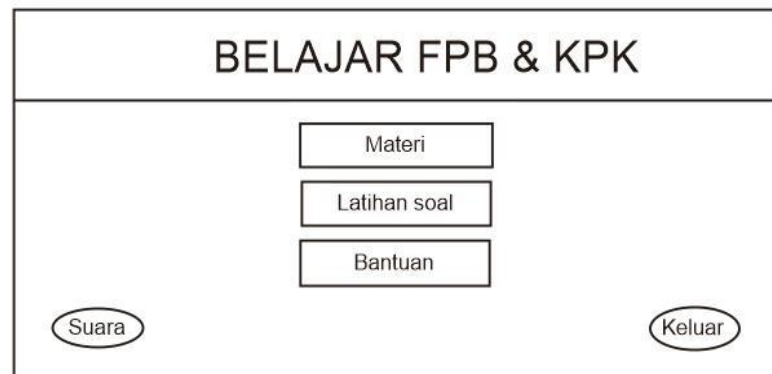 BELAJAR FPB & KPK
Materi
Latihan soal
Bantuan
Suara
Keluar